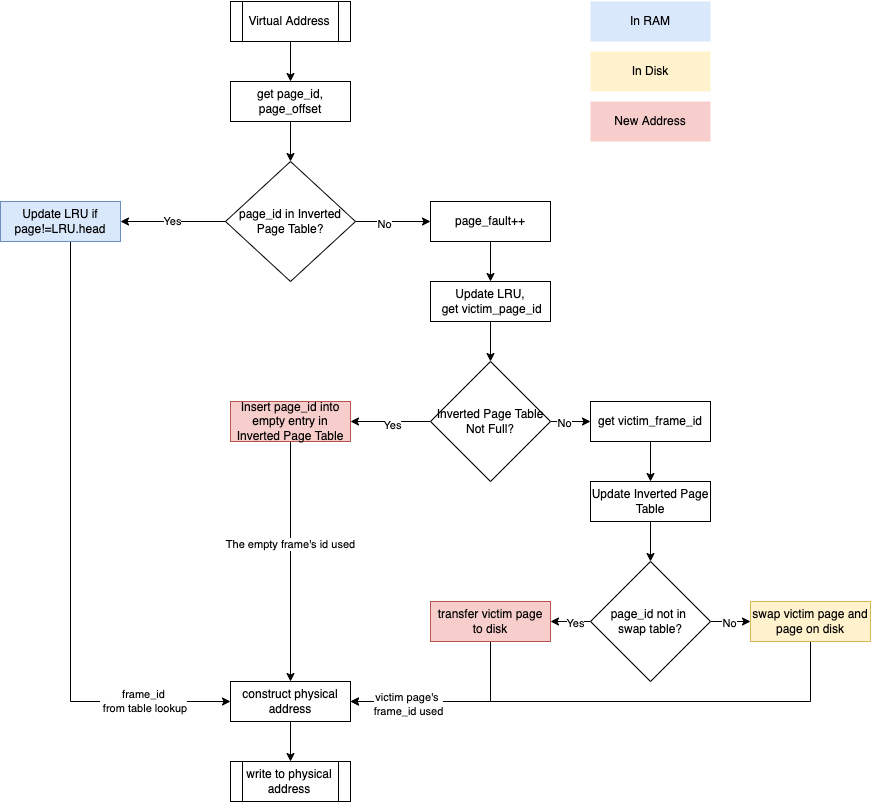 Virtual Address
In RAM
In Disk
New Address
get page_id,
page_offset
page_id in Inverted
Page Table?
Yes
Update LRU if
page!=LRU.head
No
page_fault++
Update LRU,
get victim_page_id
Inverted Page Table
Not Full?
Yes
Insert page_id into
empty entry in
Inverted Page Table
No
get victim_frame_id
Update Inverted Page
Table
The empty frame's id used
page_id not in
swap table?
Yes
transfer victim page
to disk
No
swap victim page and
page on disk
frame_id
from table lookup
construct physical
address
victim page's
frame_id used
write to physical
address